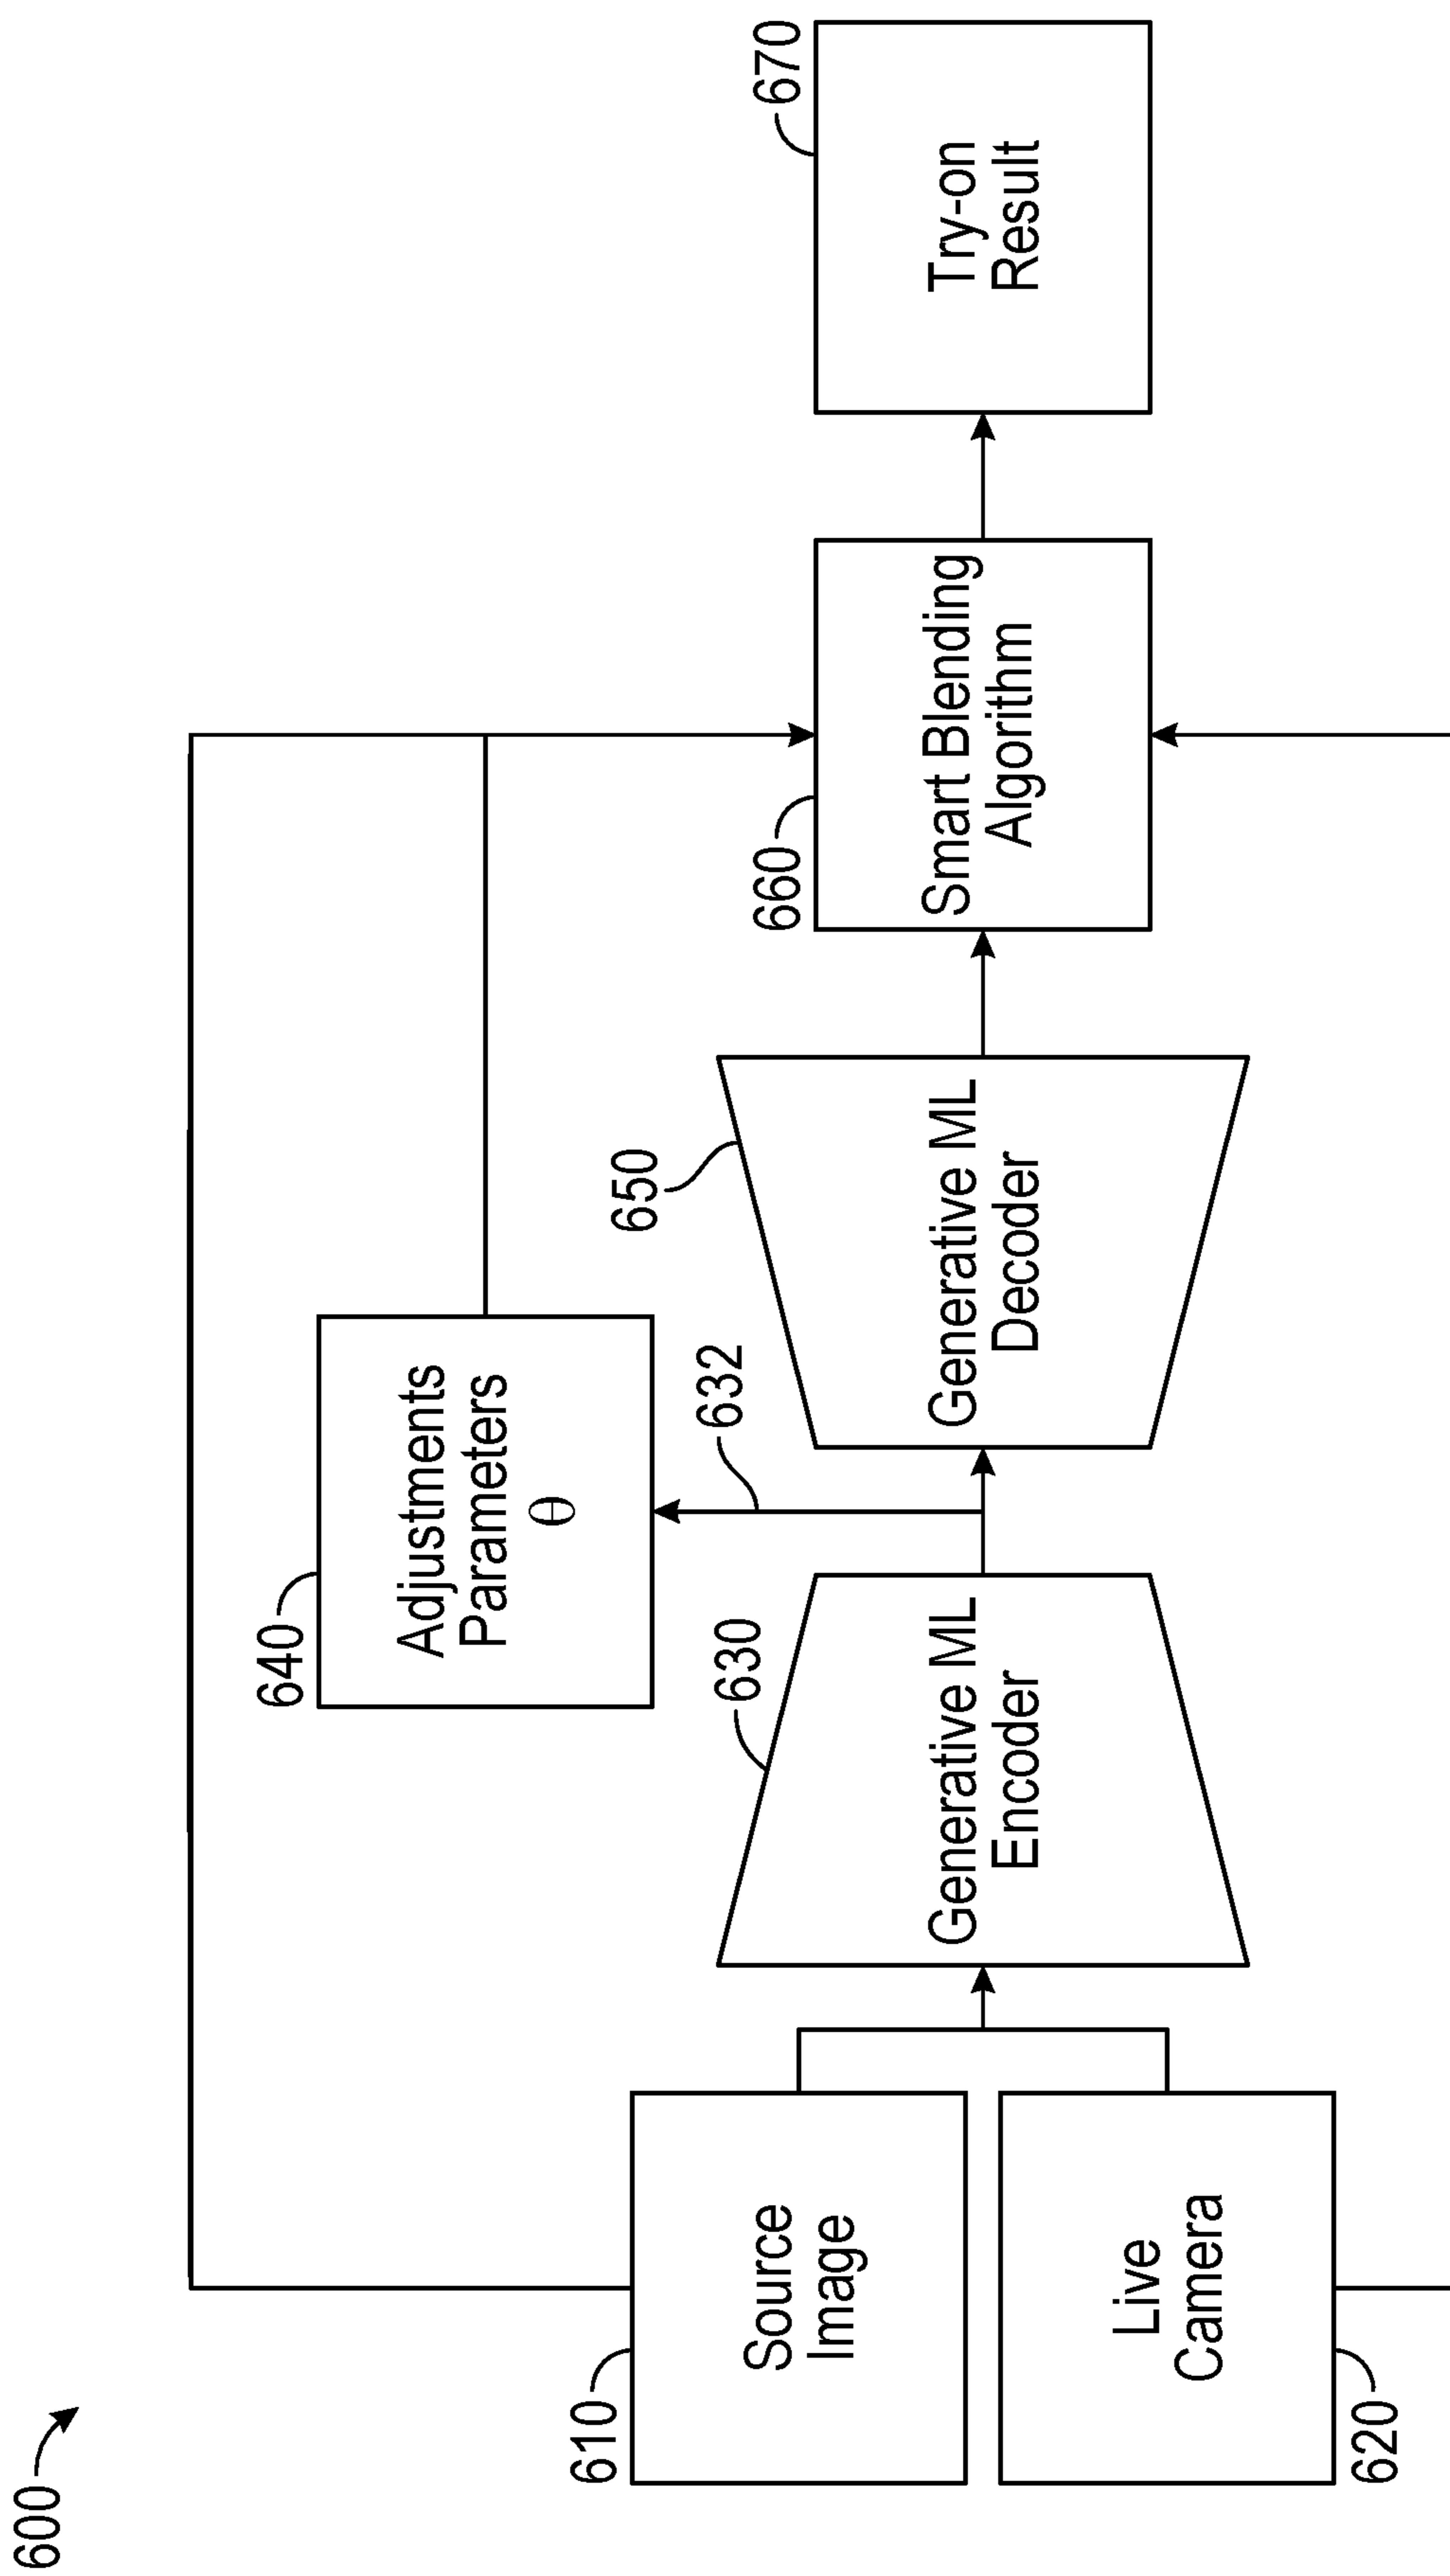 600
610
Source
Image
Live
Camera
620
630
Generative ML
Encoder
632
640
Adjustments
Parameters
θ
650
Generative ML
Decoder
660
Smart Blending
Algorithm
670
Try-on
Result